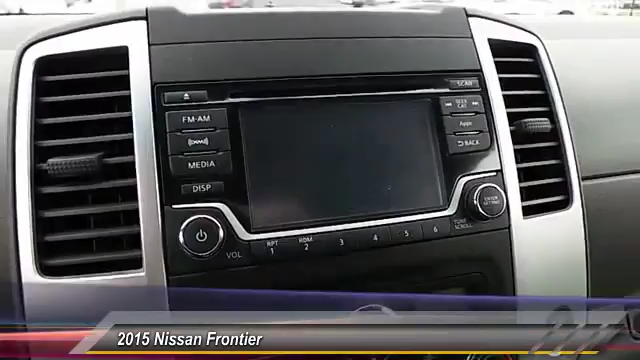 SCAN
FM-AM
SEEK
CAT
Apps
MEDIA
BACK
DISP
ENTER
SETTING
VOL
RPT
1
RDM
2
3
4
5
6
TUNE
SCROLL
2015 Nissan Frontier